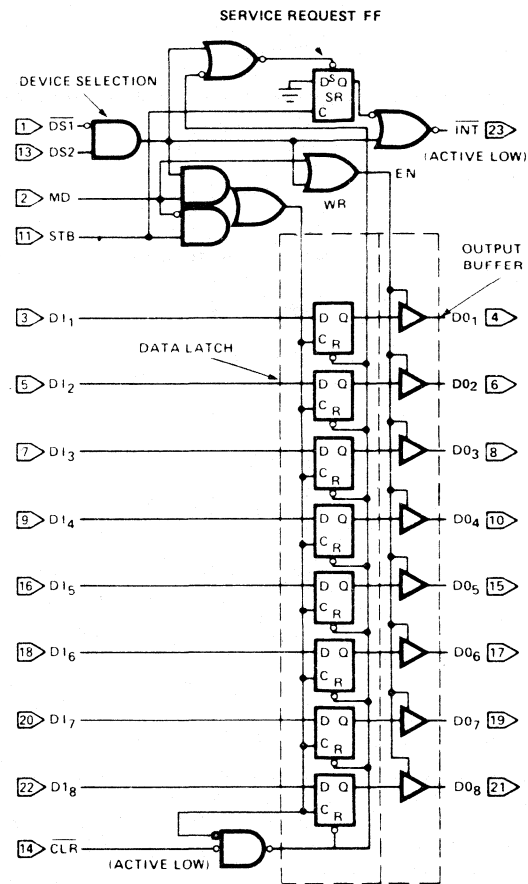 SERVICE REQUEST FF
DEVICE SELECTION
1 DS1
13 DS2
2 MD
11 STB
D S Q
SR
C
INT 23
(ACTIVE LOW)
EN
WR
OUTPUT
BUFFER
DATA LATCH
3 DI1 D Q C R DO1 4
5 DI2 D Q C R DO2 6
7 DI3 D Q C R DO3 8
9 DI4 D Q C R DO4 10
16 DI5 D Q C R DO5 15
18 DI6 D Q C R DO6 17
20 DI7 D Q C R DO7 19
22 D18 D Q C R DO8 21
14 CLR
(ACTIVE LOW)